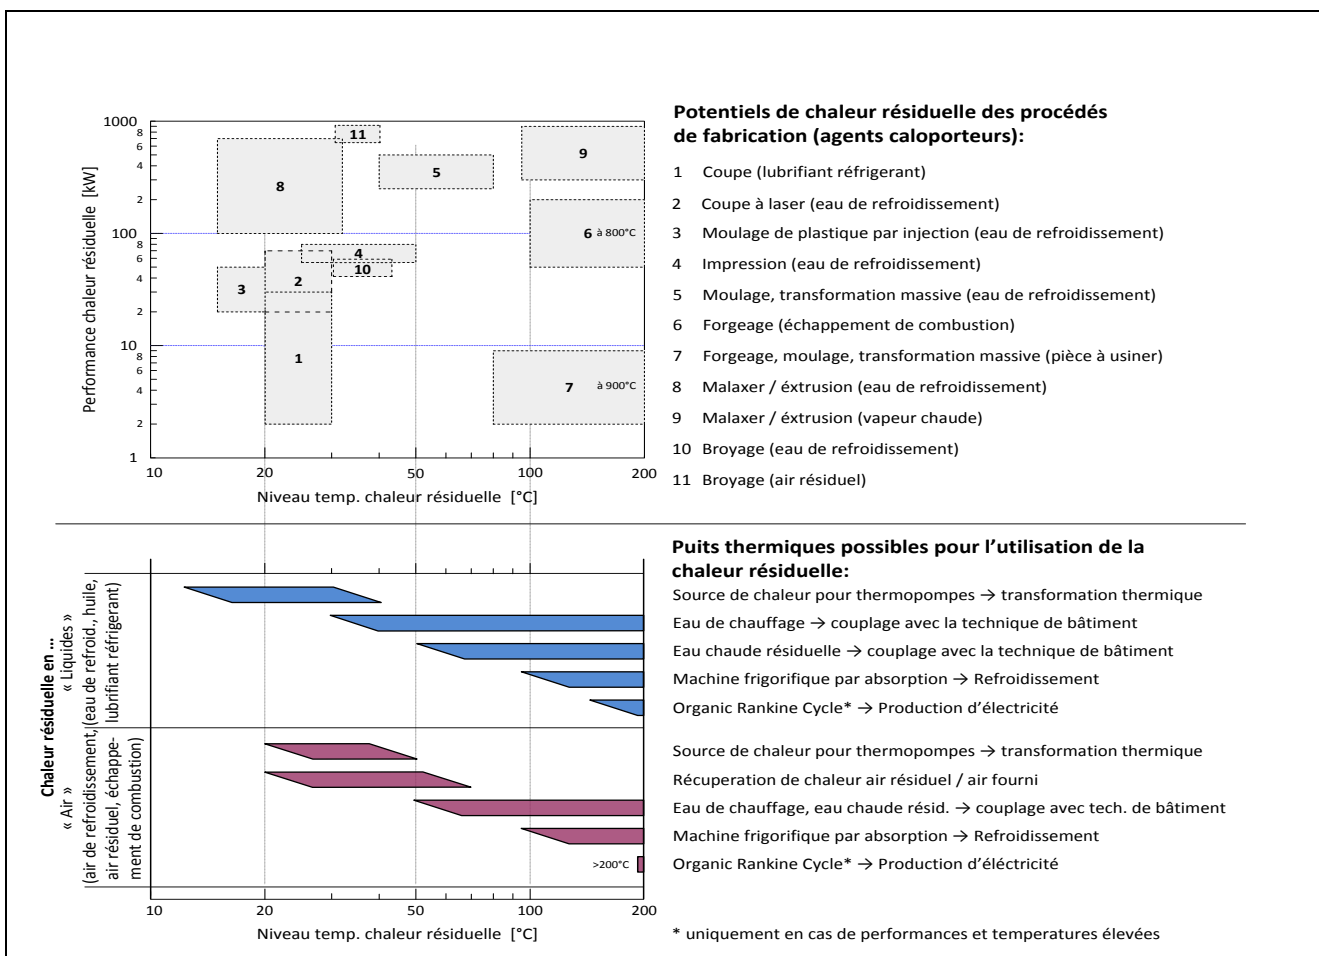 Potentiels de chaleur résiduelle des procédés
de fabrication (agents caloporteurs):
1 Coupe (lubrifiant réfrigerant)
2 Coupe à laser (eau de refroidissement)
3 Moulage de plastique par injection (eau de refroidissement)
4 Impression (eau de refroidissement)
5 Moulage, transformation massive (eau de refroidissement)
6 Forgeage (échappement de combustion)
7 Forgeage, moulage, transformation massive (pièce à usiner)
8 Malaxer / éxtrusion (eau de refroidissement)
9 Malaxer / éxtrusion (vapeur chaude)
10 Broyage (eau de refroidissement)
11 Broyage (air résiduel)
Performance chaleur résiduelle [kW]
1000
8
6
4
2
100
8
6
4
2
10
8
6
4
2
1
11
9
5
8
6 à 800°C
4
10
2
3
1
7 à 900°C
10 20 50 100 200
Niveau temp. chaleur résiduelle [°C]
Puits thermiques possibles pour l'utilisation de la
chaleur résiduelle:
Chaleur résiduelle en ...
« Liquides »
(eau de refroid., huile,
lubrifiant réfrigerant)
Source de chaleur pour thermopompes → transformation thermique
Eau de chauffage → couplage avec la technique de bâtiment
Eau chaude résiduelle → couplage avec la technique de bâtiment
Machine frigorifique par absorption → Refroidissement
Organic Rankine Cycle* → Production d'électricité
« Air »
(air de refroidissement,
air résiduel, échappe-
ment de combustion)
Source de chaleur pour thermopompes → transformation thermique
Récuperation de chaleur air résiduel / air fourni
Eau de chauffage, eau chaude résid. → couplage avec tech. de bâtiment
Machine frigorifique par absorption → Refroidissement
>200°C
Organic Rankine Cycle* → Production d'éléctricité
10 20 50 100 200
Niveau temp. chaleur résiduelle [°C]
* uniquement en cas de performances et temperatures élevées